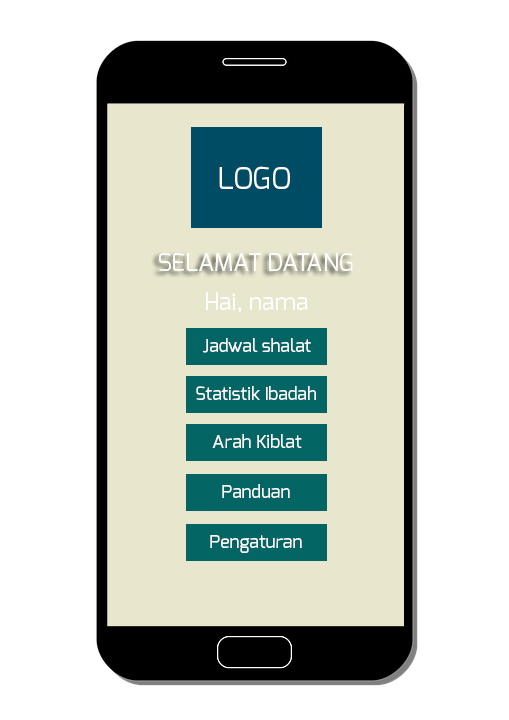 LOGO
SELAMAT DATANG
Hai, nama
Jadwal shalat
Statistik Ibadah
Arah Kiblat
Panduan
Pengaturan